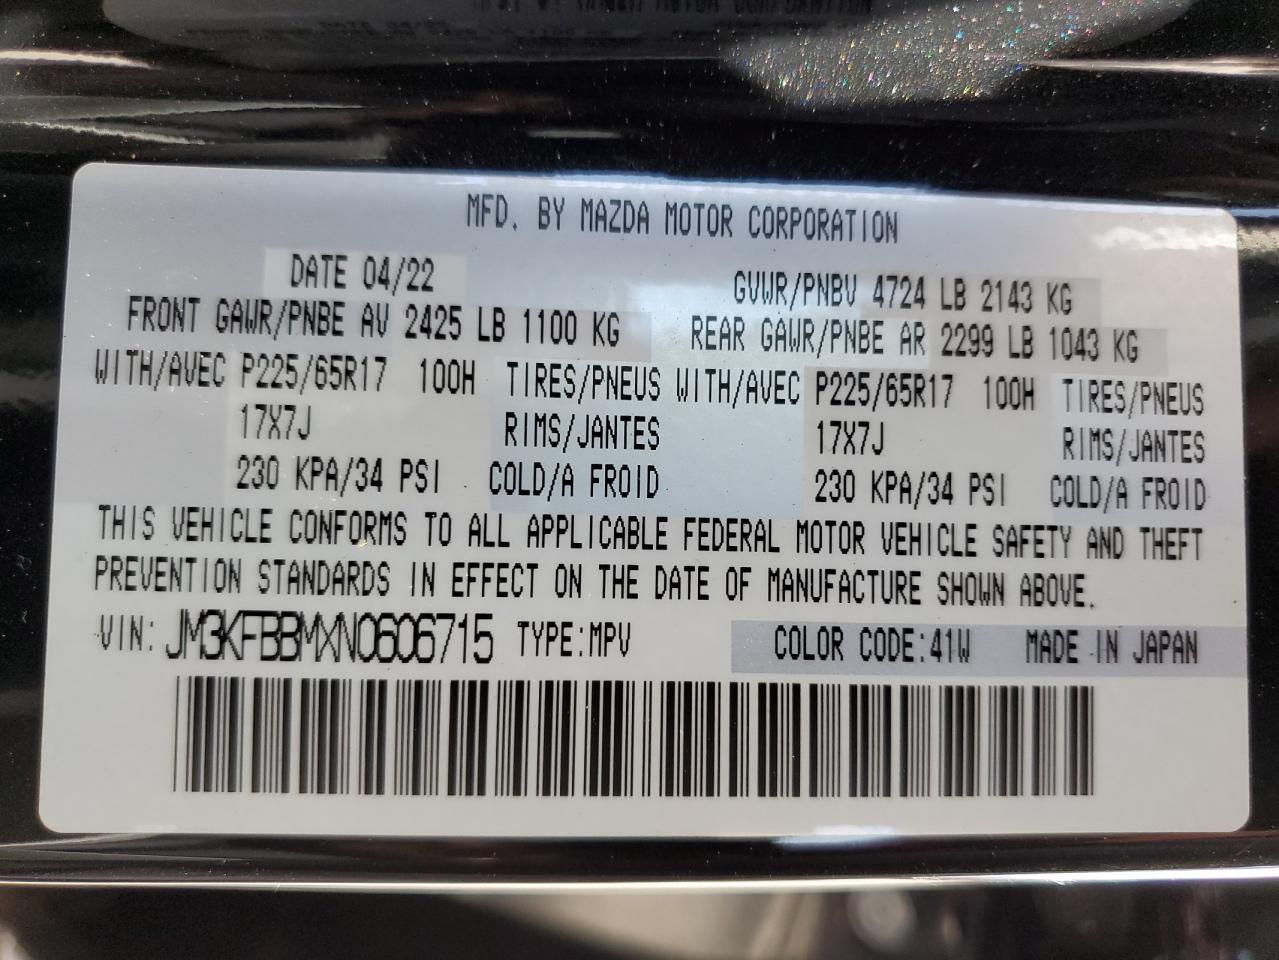 MFD. BY MAZDA MOTOR CORPORATION
DATE 04/22 GVWR/PNBV 4724 LB 2143 KG
FRONT GAWR/PNBE AV 2425 LB 1100 KG REAR GAWR/PNBE AR 2299 LB 1043 KG
WITH/AVEC P225/65R17 100H TIRES/PNEUS WITH/AVEC P225/65R17 100H TIRES/PNEUS
17X7J RIMS/JANTES 17X7J RIMS/JANTES
230 KPA/34 PSI COLD/A FROID 230 KPA/34 PSI COLD/A FROID
THIS VEHICLE CONFORMS TO ALL APPLICABLE FEDERAL MOTOR VEHICLE SAFETY AND THEFT
PREVENTION STANDARDS IN EFFECT ON THE DATE OF MANUFACTURE SHOWN ABOVE.
VIN: JM3KFBBMXN0606715 TYPE:MPV COLOR CODE:41W MADE IN JAPAN